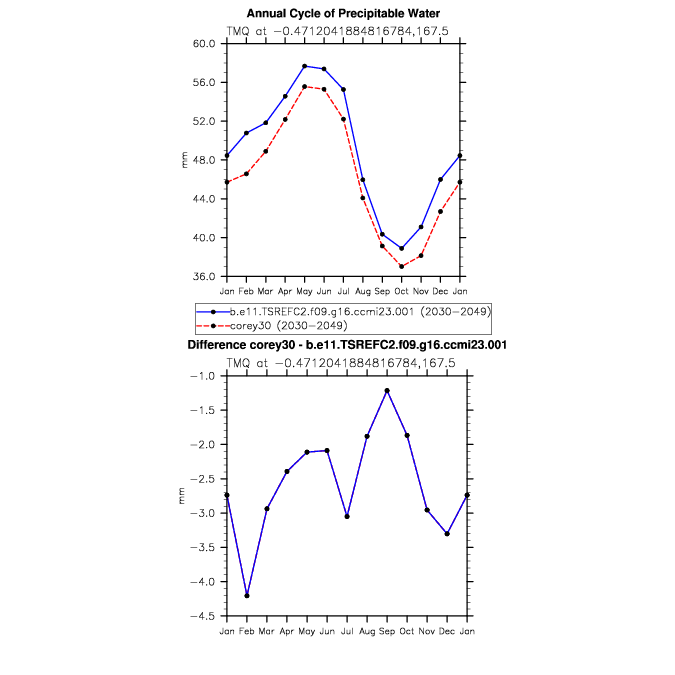 Annual Cycle of Precipitable Water
TMQ at −0.4712041884816784,167.5
60.0
56.0
52.0
48.0
44.0
40.0
36.0
mm
Jan Feb Mar Apr May Jun Jul Aug Sep Oct Nov Dec Jan
b.e11.TSREFC2.f09.g16.ccmi23.001 (2030−2049)
corey30 (2030−2049)
Difference corey30 - b.e11.TSREFC2.f09.g16.ccmi23.001
TMQ at −0.4712041884816784,167.5
−1.0
−1.5
−2.0
−2.5
−3.0
−3.5
−4.0
−4.5
mm
Jan Feb Mar Apr May Jun Jul Aug Sep Oct Nov Dec Jan